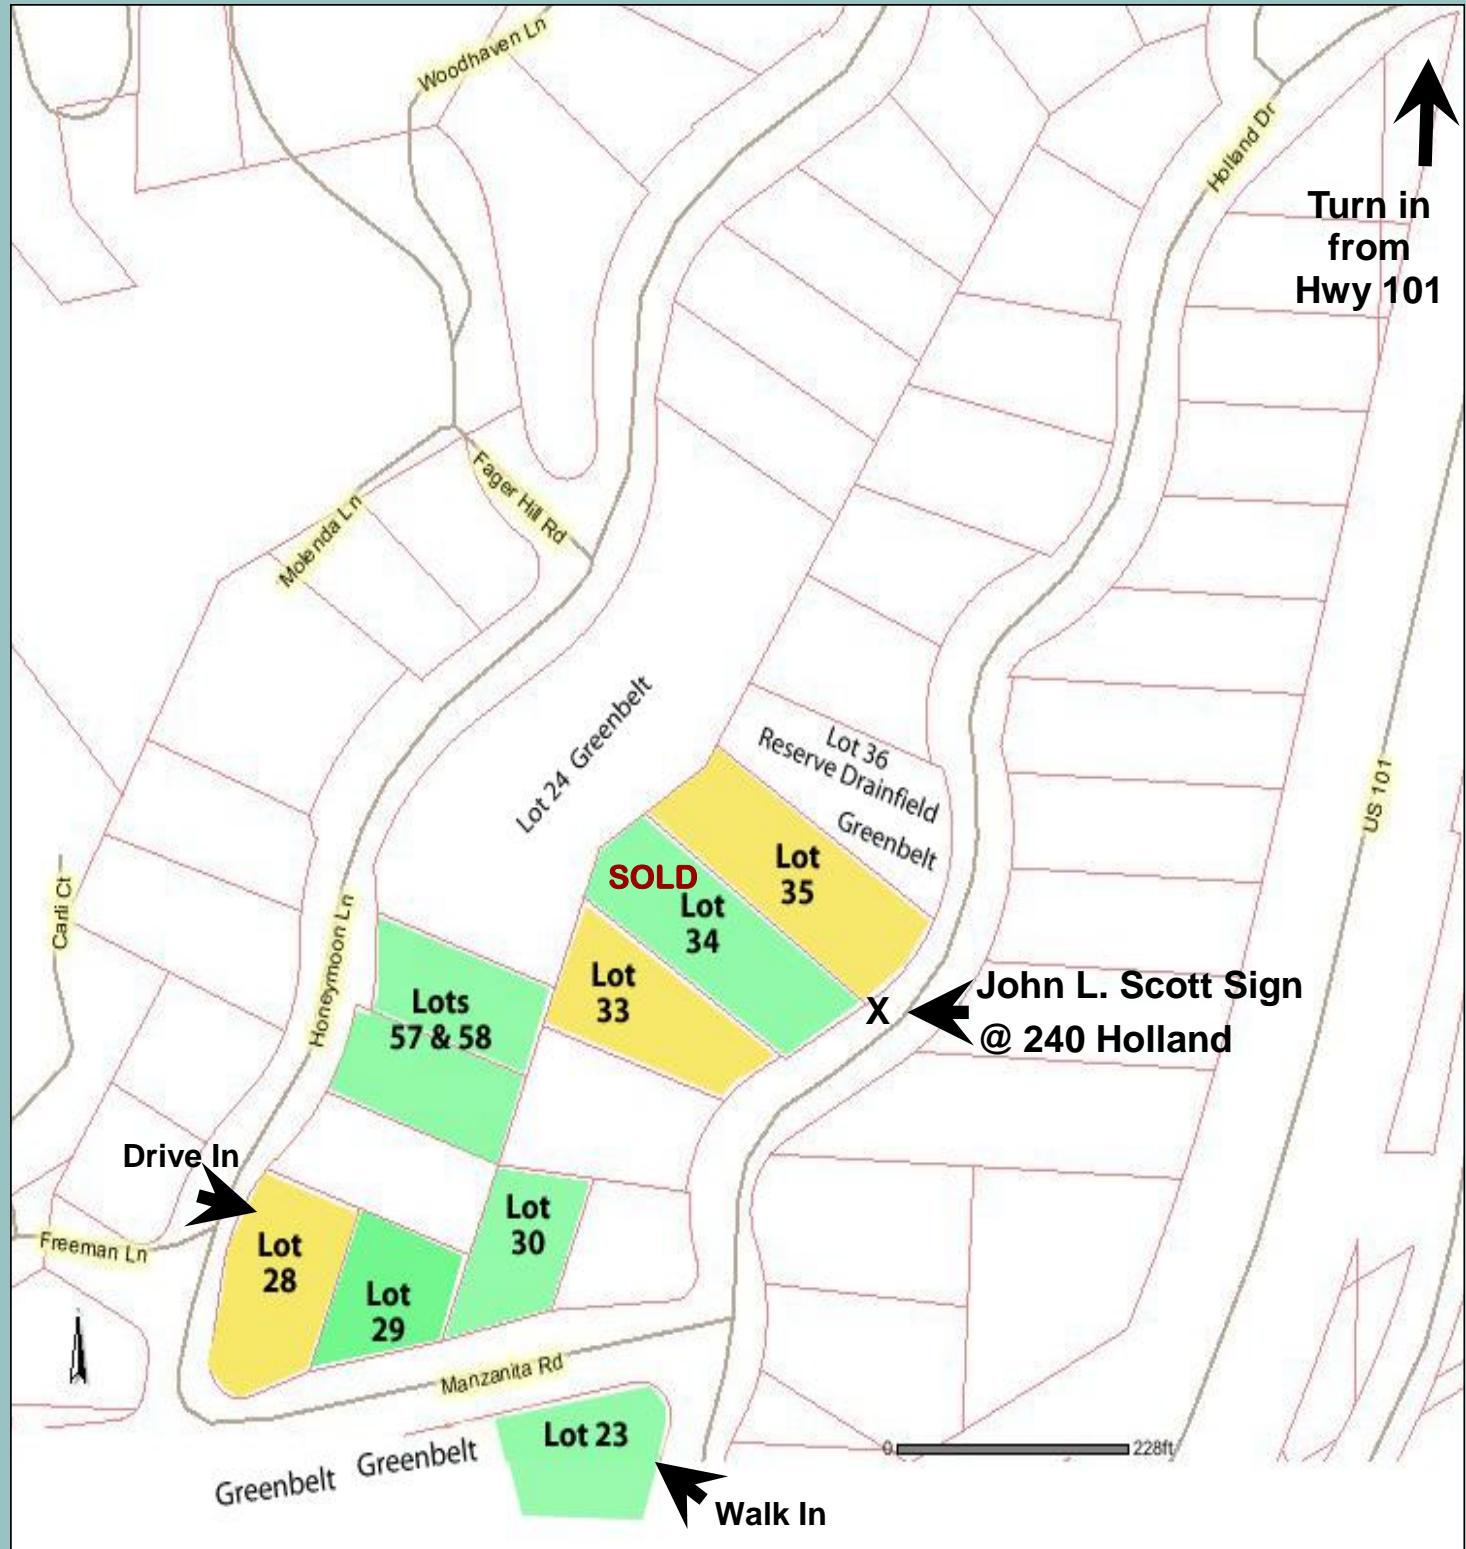 Woodhaven Ln
Holland Dr
Turn in
from
Hwy 101
Fager Hill Rd
Molenda Ln
Lot 24 Greenbelt
Lot 36
Reserve Drainfield
Greenbelt
US 101
Lot
35
SOLD
Lot
34
Carli Ct
Honeymoon Ln
Lot
33
Lots
57 & 58
X
John L. Scott Sign
@ 240 Holland
Drive In
Freeman Ln
Lot
28
Lot
29
Lot
30
Manzanita Rd
Lot 23
0
228ft
Greenbelt
Greenbelt
Walk In